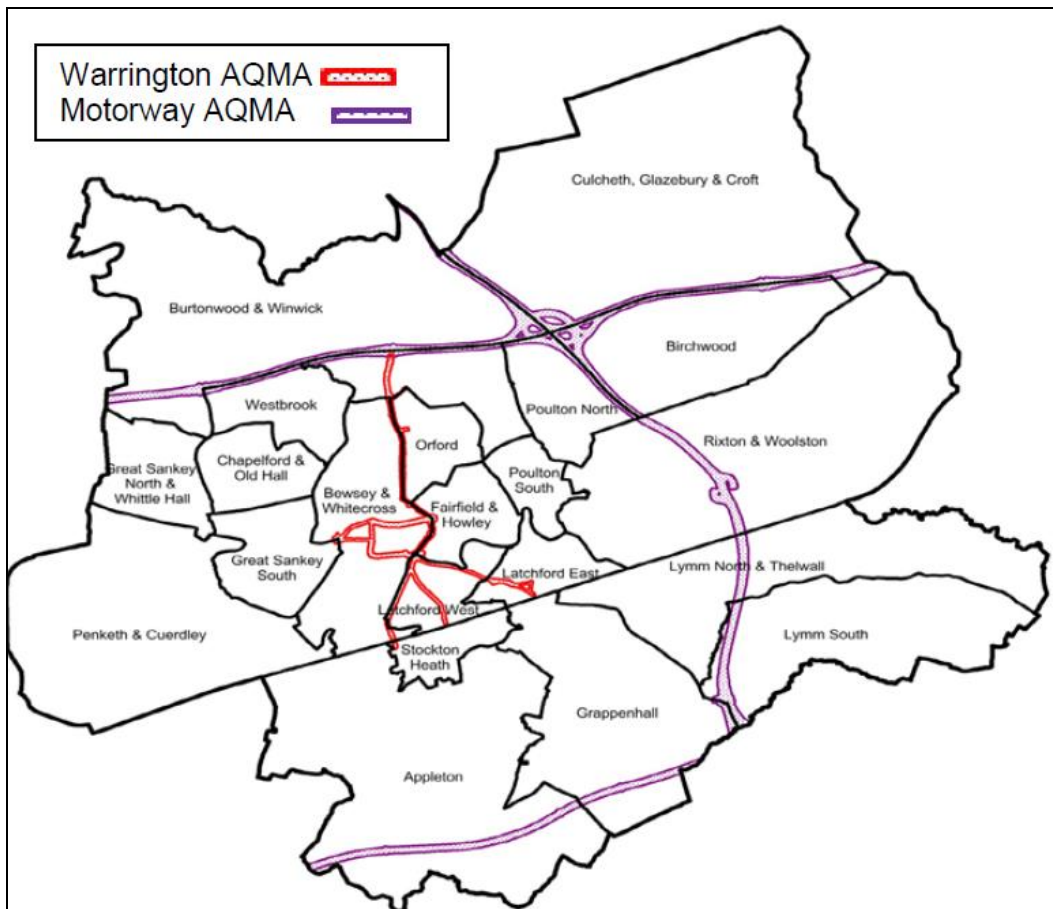 Warrington AQMA
Motorway AQMA
Culcheth, Glazebury & Croft
Burtonwood & Winwick
Birchwood
Westbrook
Poulton North
Orford
Rixton & Woolston
Great Sankey
North &
Whittle Hall
Chapelford &
Old Hall
Bewsey &
Whitecross
Fairfield &
Howley
Poulton
South
Great Sankey
South
Latchford East
Lymm North & Thelwall
Latchford West
Penketh & Cuerdley
Stockton
Heath
Lymm South
Grappenhall
Appleton